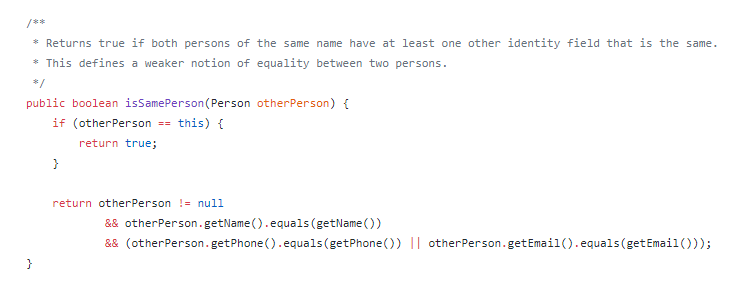 /**
 * Returns true if both persons of the same name have at least one other identity field that is the same.
 * This defines a weaker notion of equality between two persons.
 */
public boolean isSamePerson(Person otherPerson) {
    if (otherPerson == this) {
        return true;
    }

    return otherPerson != null
            && otherPerson.getName().equals(getName())
            && (otherPerson.getPhone().equals(getPhone()) || otherPerson.getEmail().equals(getEmail()));
}